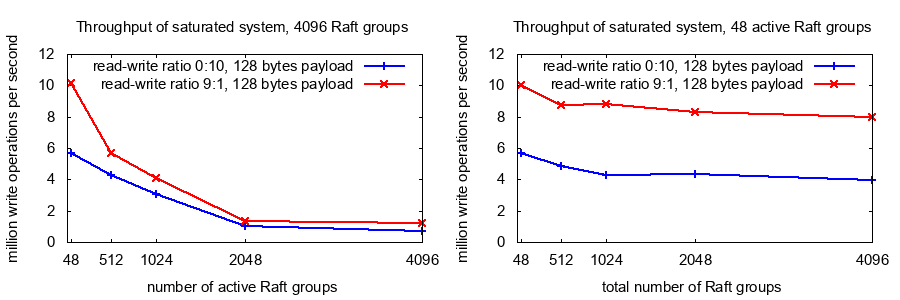 Throughput of saturated system, 4096 Raft groups
million write operations per second
12
10
8
6
4
2
0
read-write ratio 0:10, 128 bytes payload
read-write ratio 9:1, 128 bytes payload
48 512 1024 2048 4096
number of active Raft groups
Throughput of saturated system, 48 active Raft groups
million write operations per second
12
10
8
6
4
2
0
read-write ratio 0:10, 128 bytes payload
read-write ratio 9:1, 128 bytes payload
48 512 1024 2048 4096
total number of Raft groups